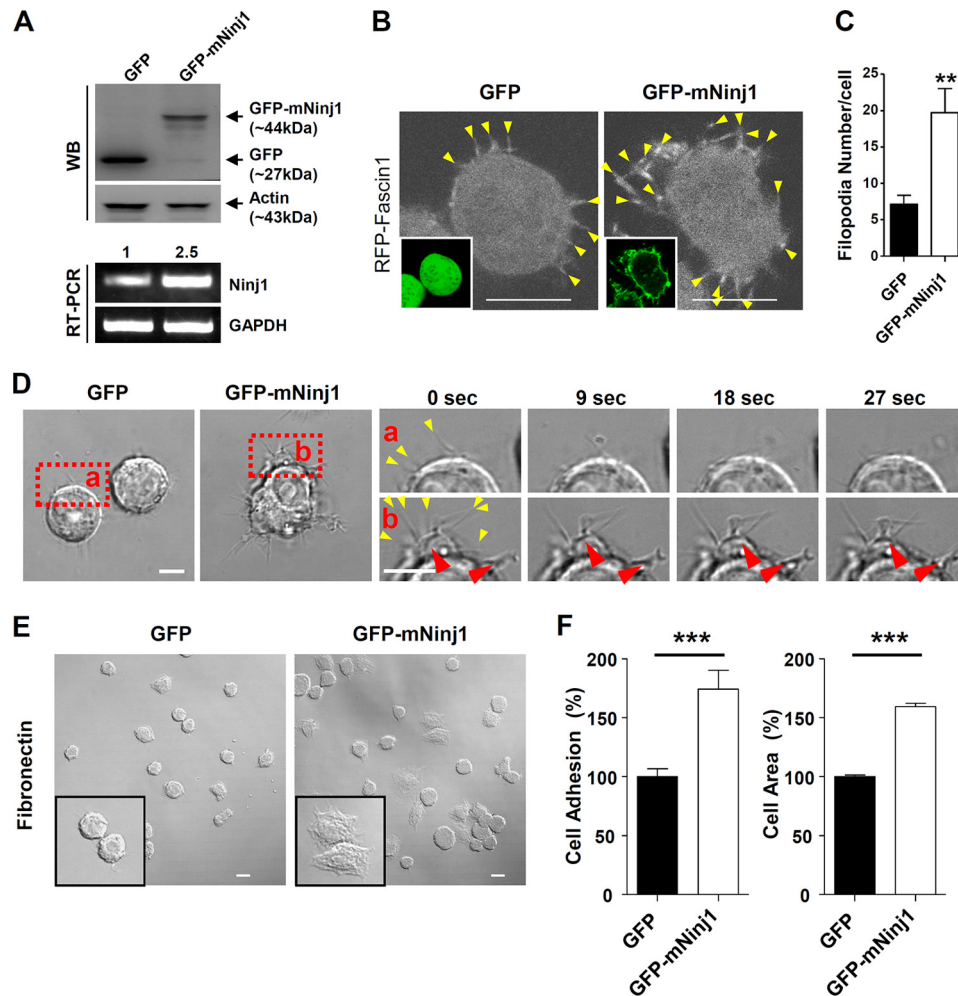 A
GFP
GFP-mNinj1
WB
GFP-mNinj1
(~44kDa)
GFP
(~27kDa)
Actin
(~43kDa)
RT-PCR
1 2.5
Ninj1
GAPDH
B
GFP GFP-mNinj1
RFP-Fascin1
C
Filopodia Number/cell
**
25
20
15
10
5
0
GFP
GFP-mNinj1
D
GFP GFP-mNinj1 0 sec 9 sec 18 sec 27 sec
a
b
a
b
E
GFP GFP-mNinj1
Fibronectin
F
Cell Adhesion (%)
***
200
150
100
50
0
GFP
GFP-mNinj1
Cell Area (%)
***
200
150
100
50
0
GFP
GFP-mNinj1